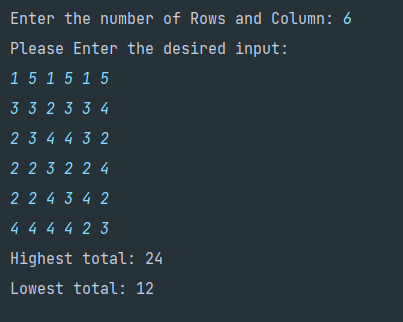 Enter the number of Rows and Column: 6
Please Enter the desired input:
1 5 1 5 1 5
3 3 2 3 3 4
2 3 4 4 3 2
2 2 3 2 2 4
2 2 4 3 4 2
4 4 4 4 2 3
Highest total: 24
Lowest total: 12